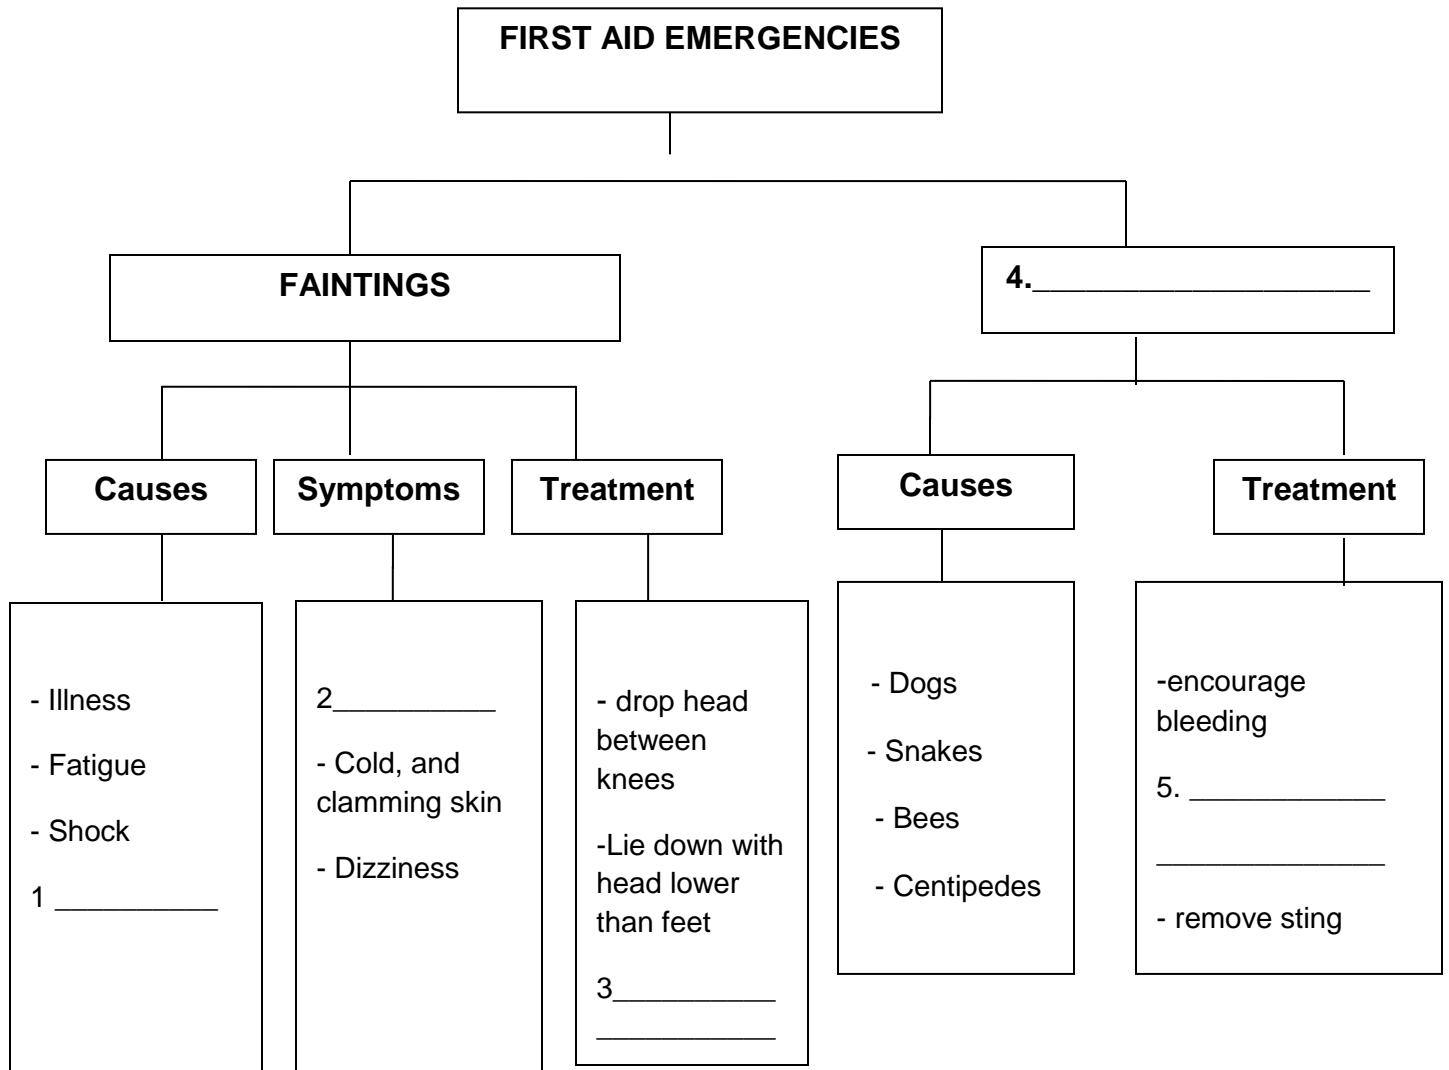 FIRST AID EMERGENCIES
FAINTINGS
4.___________________
Causes
Symptoms
Treatment
Causes
Treatment
- Illness
- Fatigue
- Shock
1 __________
2__________
- Cold, and
clamming skin
- Dizziness
- drop head
between
knees
-Lie down with
head lower
than feet
3__________
___________
- Dogs
- Snakes
- Bees
- Centipedes
-encourage
bleeding
5. ____________
______________
- remove sting